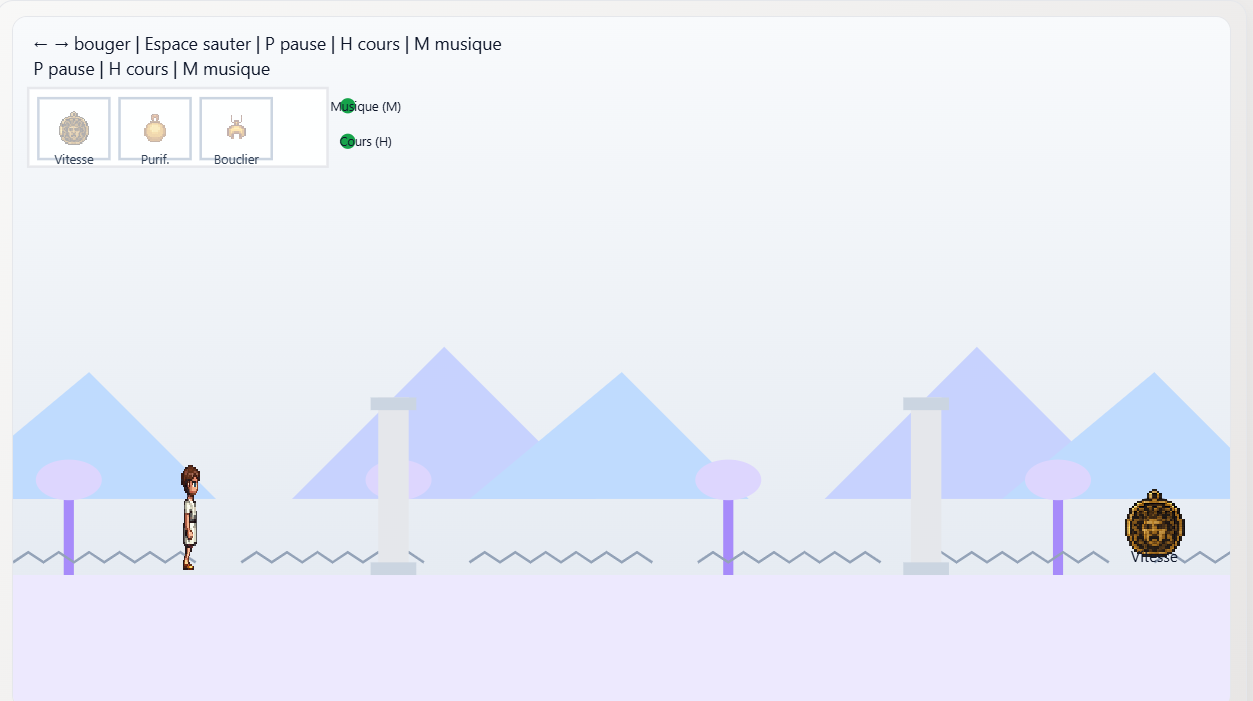 ← → bouger | Espace sauter | P pause | H cours | M musique
P pause | H cours | M musique
Musique (M)
Cours (H)
Vitesse
Purif.
Bouclier
Vitesse